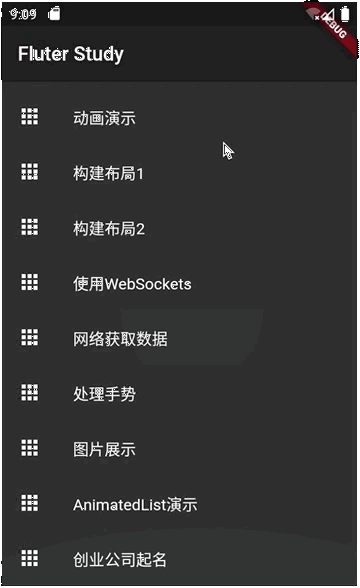 9:09
DEBUG
Fluter Study
动画演示
构建布局1
构建布局2
使用WebSockets
网络获取数据
处理手势
图片展示
AnimatedList演示
创业公司起名